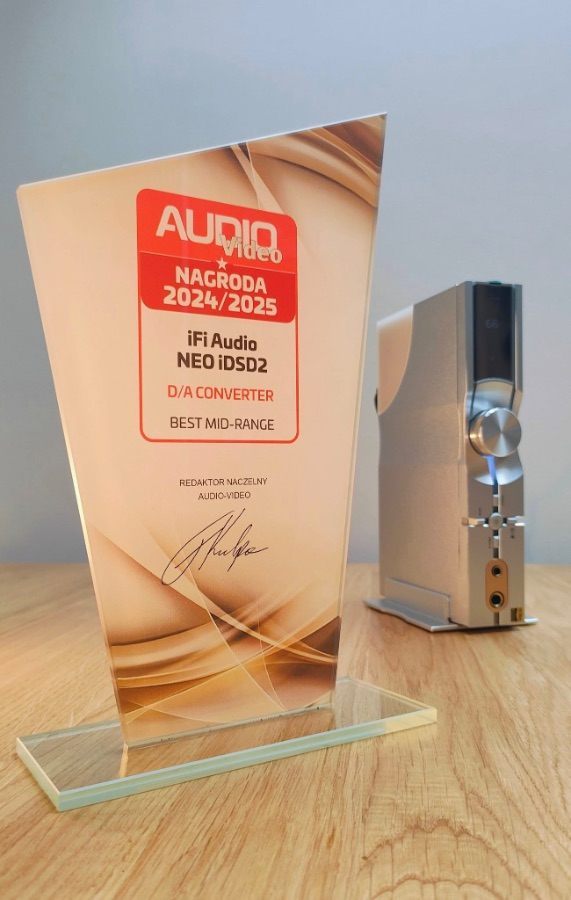 AUDIO
Video
NAGRODA
2024/2025
iFi Audio
NEO iDSD2
D/A CONVERTER
BEST MID-RANGE
REDAKTOR NACZELNY
AUDIO-VIDEO